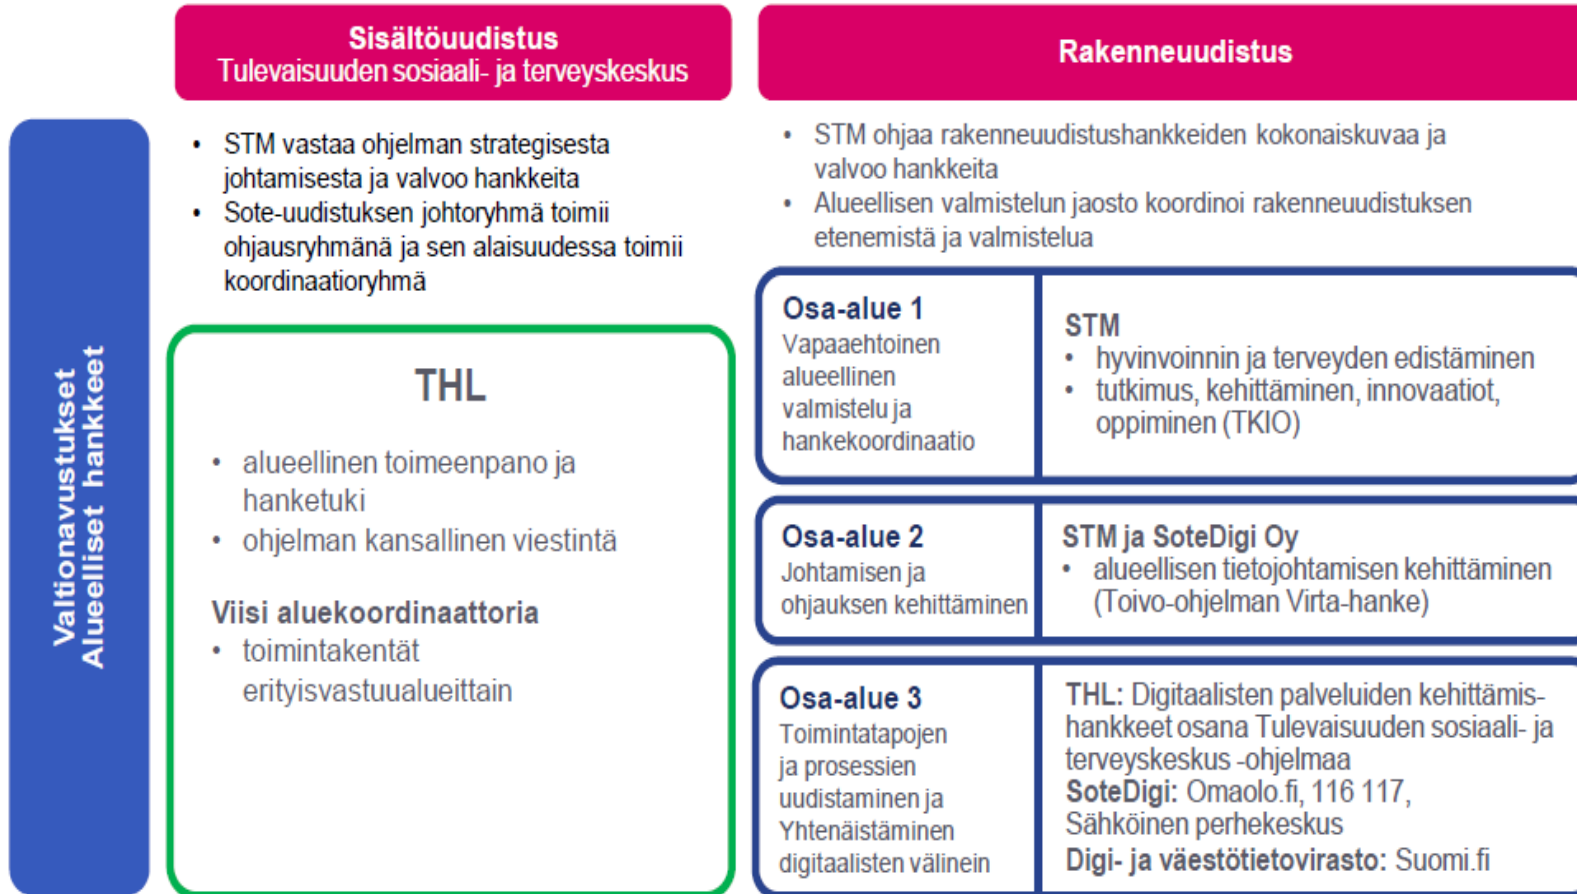 Sisältöuudistus
Tulevaisuuden sosiaali- ja terveyskeskus
Rakenneuudistus
Valtionavustukset
Alueelliset hankkeet
• STM vastaa ohjelman strategisesta
johtamisesta ja valvoo hankkeita
• Sote-uudistuksen johtoryhmä toimii
ohjausryhmänä ja sen alaisuudessa toimii
koordinaatioryhmä
THL
• alueellinen toimeenpano ja
hanketuki
• ohjelman kansallinen viestintä
Viisi aluekoordinaattoria
• toimintakentät
erityisvastuualueittain
• STM ohjaa rakenneuudistushankkeiden kokonaiskuvaa ja
valvoo hankkeita
• Alueellisen valmistelun jaosto koordinoi rakenneuudistuksen
etenemistä ja valmistelua
Osa-alue 1
Vapaaehtoinen
alueellinen
valmistelu ja
hankekoordinaatio
STM
• hyvinvoinnin ja terveyden edistäminen
• tutkimus, kehittäminen, innovaatiot,
oppiminen (TKIO)
Osa-alue 2
Johtamisen ja
ohjauksen kehittäminen
STM ja SoteDigi Oy
• alueellisen tietojohtamisen kehittäminen
(Toivo-ohjelman Virta-hanke)
Osa-alue 3
Toimintatapojen
ja prosessien
uudistaminen ja
Yhtenäistäminen
digitaalisten välinein
THL: Digitaalisten palveluiden kehittämis-
hankkeet osana Tulevaisuuden sosiaali- ja
terveyskeskus -ohjelmaa
SoteDigi: Omaolo.fi, 116 117,
Sähköinen perhekeskus
Digi- ja väestötietovirasto: Suomi.fi